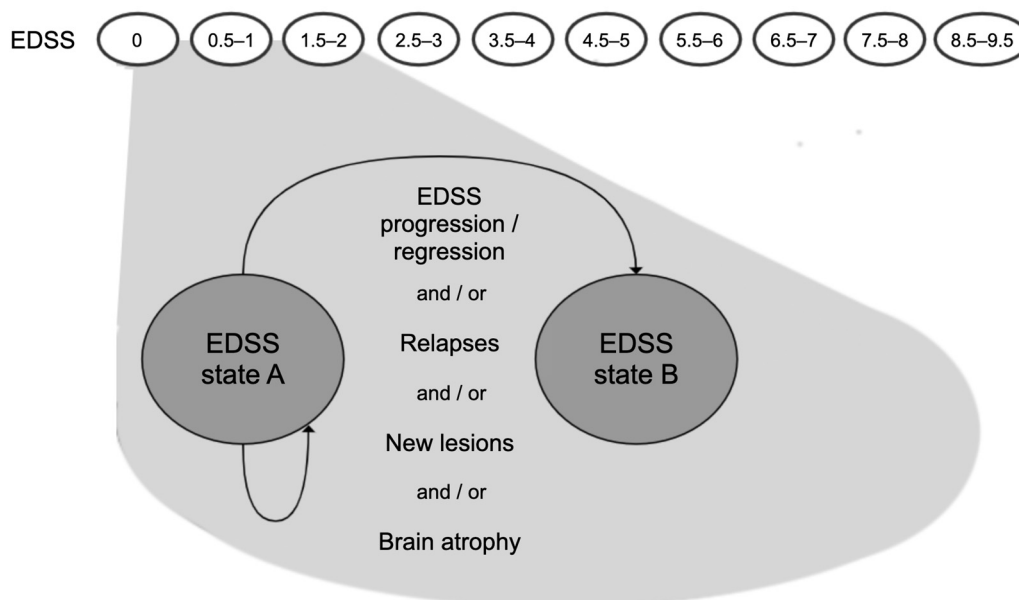 EDSS 0 0.5–1 1.5–2 2.5–3 3.5–4 4.5–5 5.5–6 6.5–7 7.5–8 8.5–9.5
EDSS
progression /
regression
and / or
Relapses
and / or
New lesions
and / or
Brain atrophy
EDSS
state A
EDSS
state B